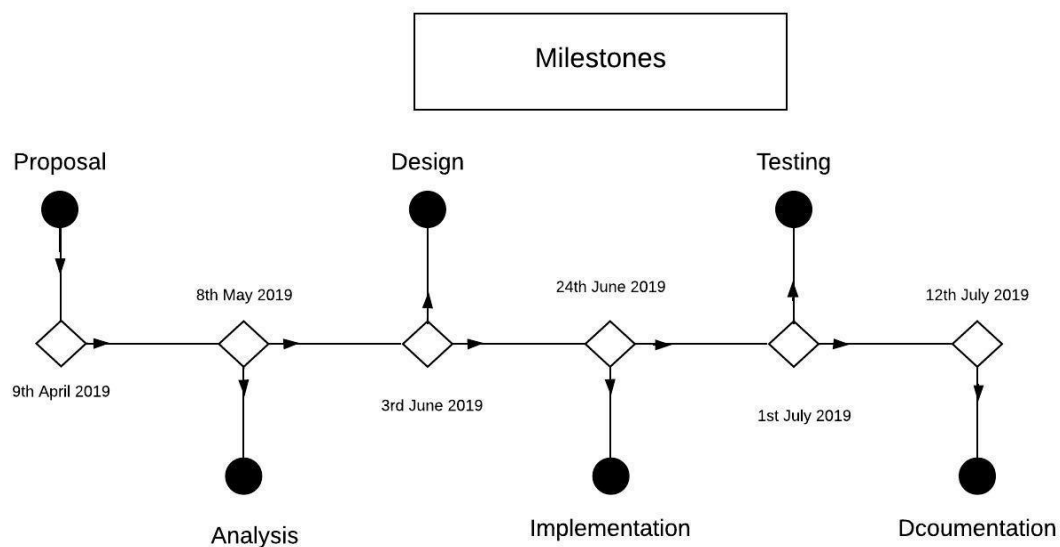 Milestones
Proposal
Design
Testing
8th May 2019
24th June 2019
12th July 2019
9th April 2019
3rd June 2019
1st July 2019
Analysis
Implementation
Dcoumentation